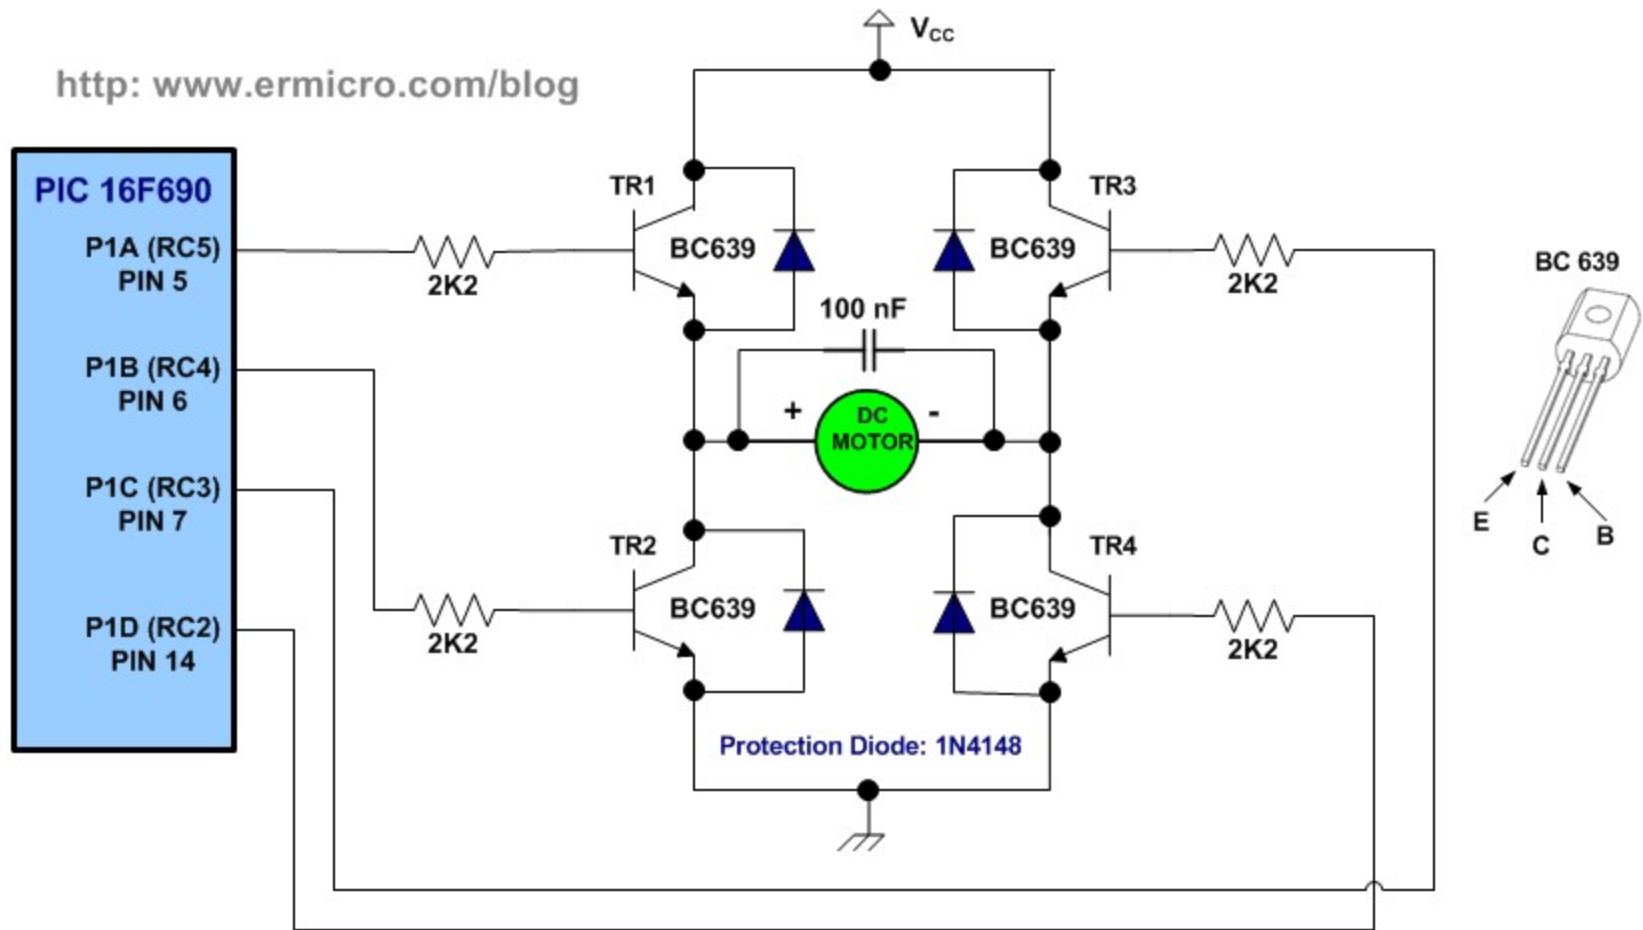 V_CC
http: www.ermicro.com/blog
PIC 16F690
P1A (RC5)
PIN 5
P1B (RC4)
PIN 6
P1C (RC3)
PIN 7
P1D (RC2)
PIN 14
2K2
TR1
BC639
TR3
BC639
2K2
100 nF
+
DC
MOTOR
-
2K2
TR2
BC639
TR4
BC639
2K2
Protection Diode: 1N4148
BC 639
E
C
B